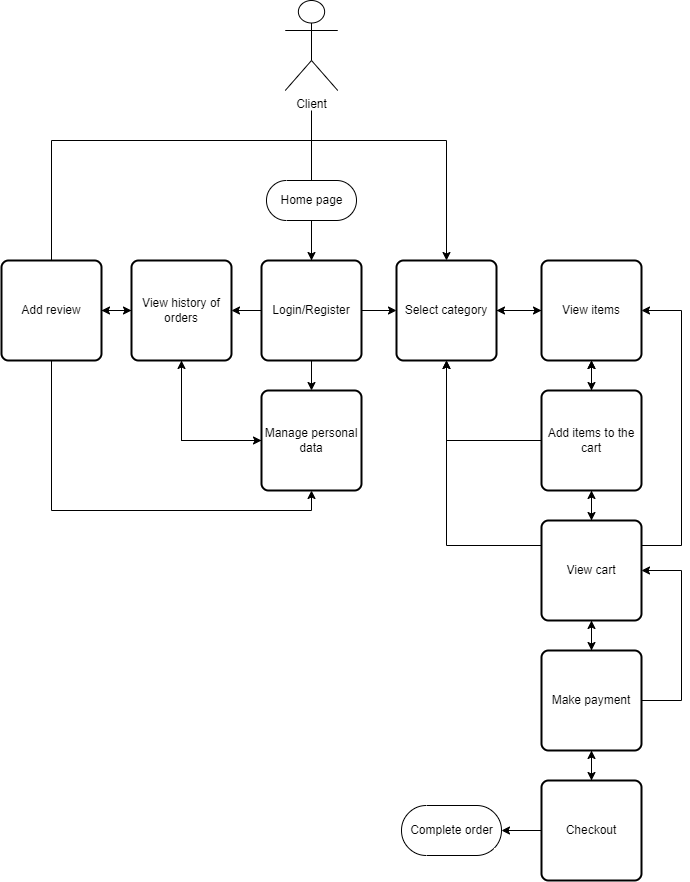 Client
Home page
Add review
View history of
orders
Login/Register
Select category
View items
Manage personal
data
Add items to the
cart
View cart
Make payment
Complete order
Checkout